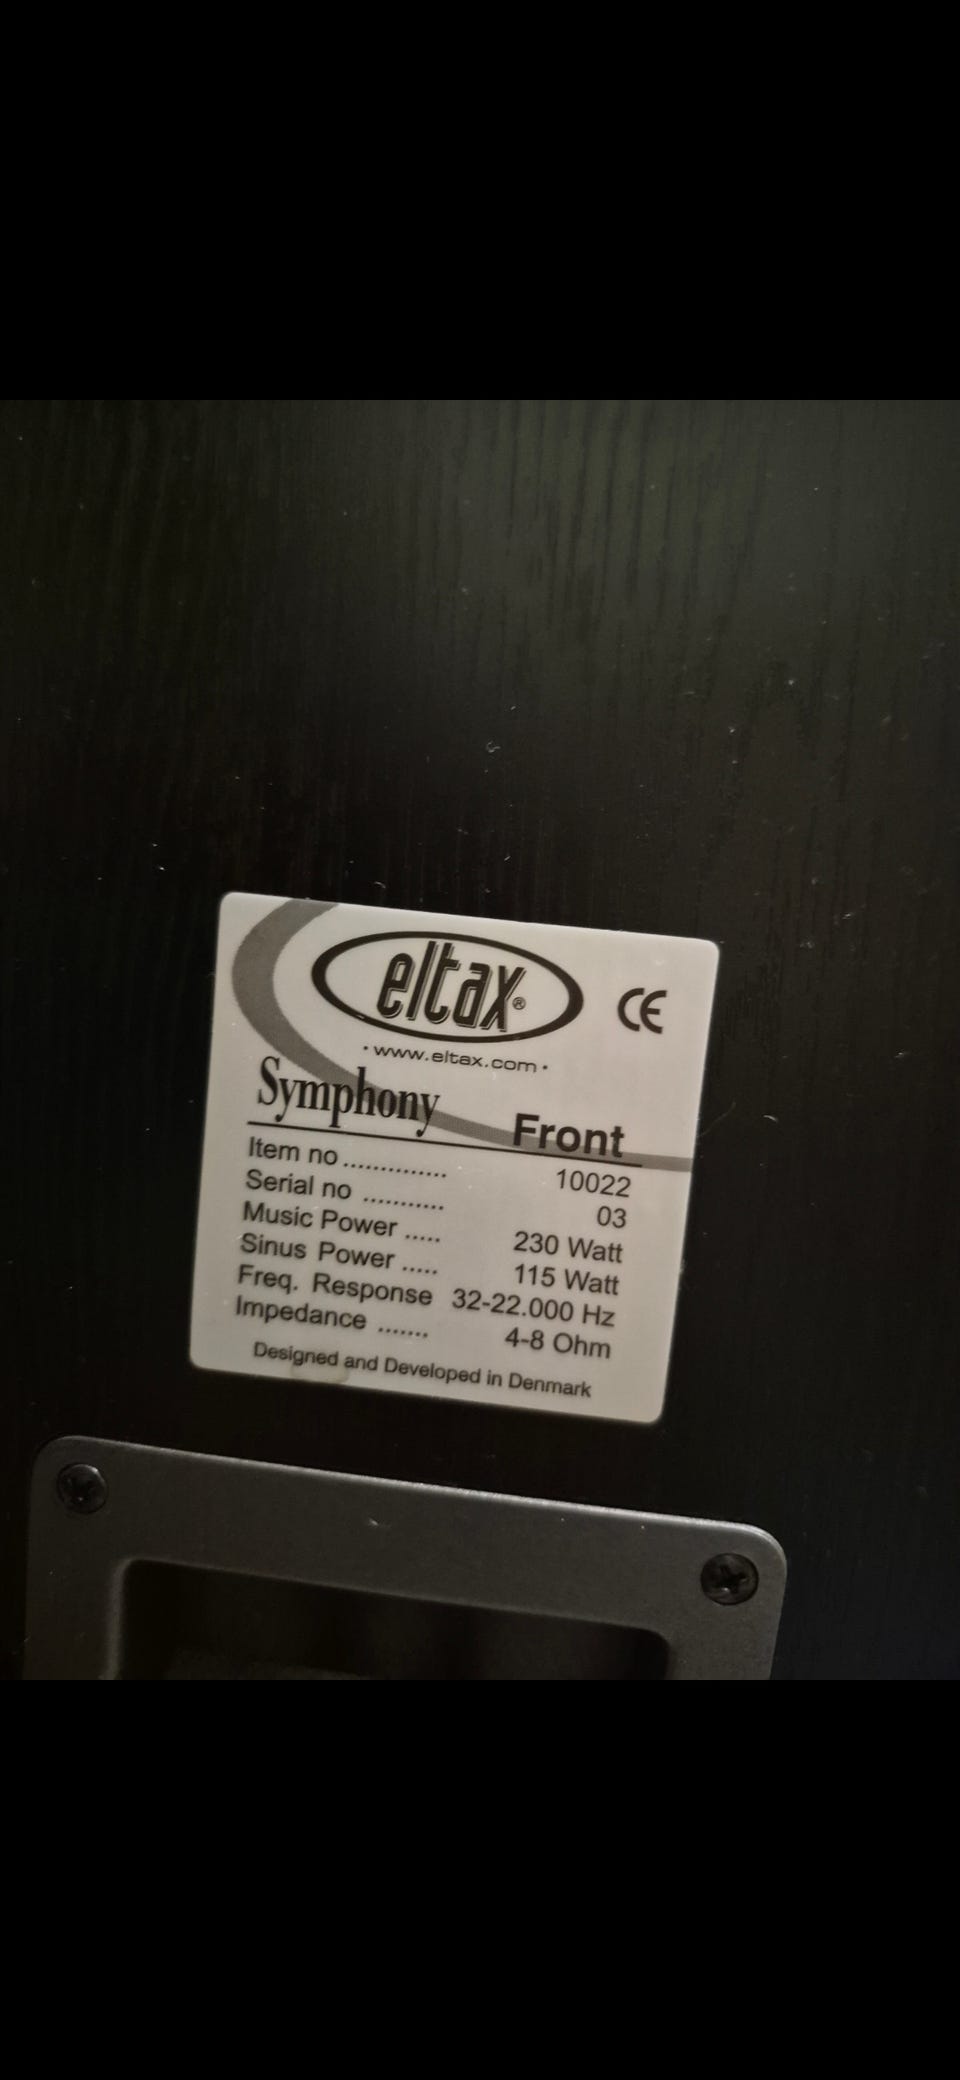 eltax®
• www.eltax.com •
CE
Symphony Front
Item no .............. 10022
Serial no ........... 03
Music Power ..... 230 Watt
Sinus Power ..... 115 Watt
Freq. Response 32-22.000 Hz
Impedance ....... 4-8 Ohm
Designed and Developed in Denmark